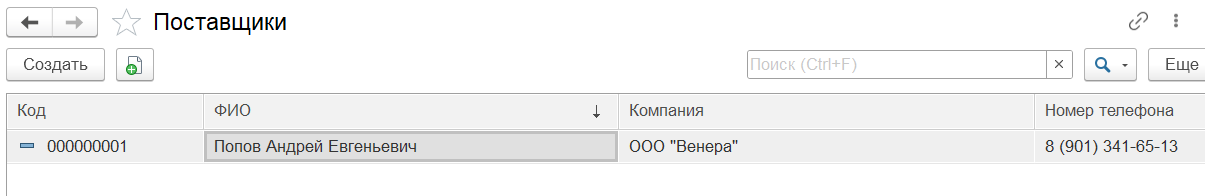 Поставщики
Создать Поиск (Ctrl+F) × Еще
Код ФИО ↓ Компания Номер телефона
000000001 Попов Андрей Евгеньевич ООО "Венера" 8 (901) 341-65-13